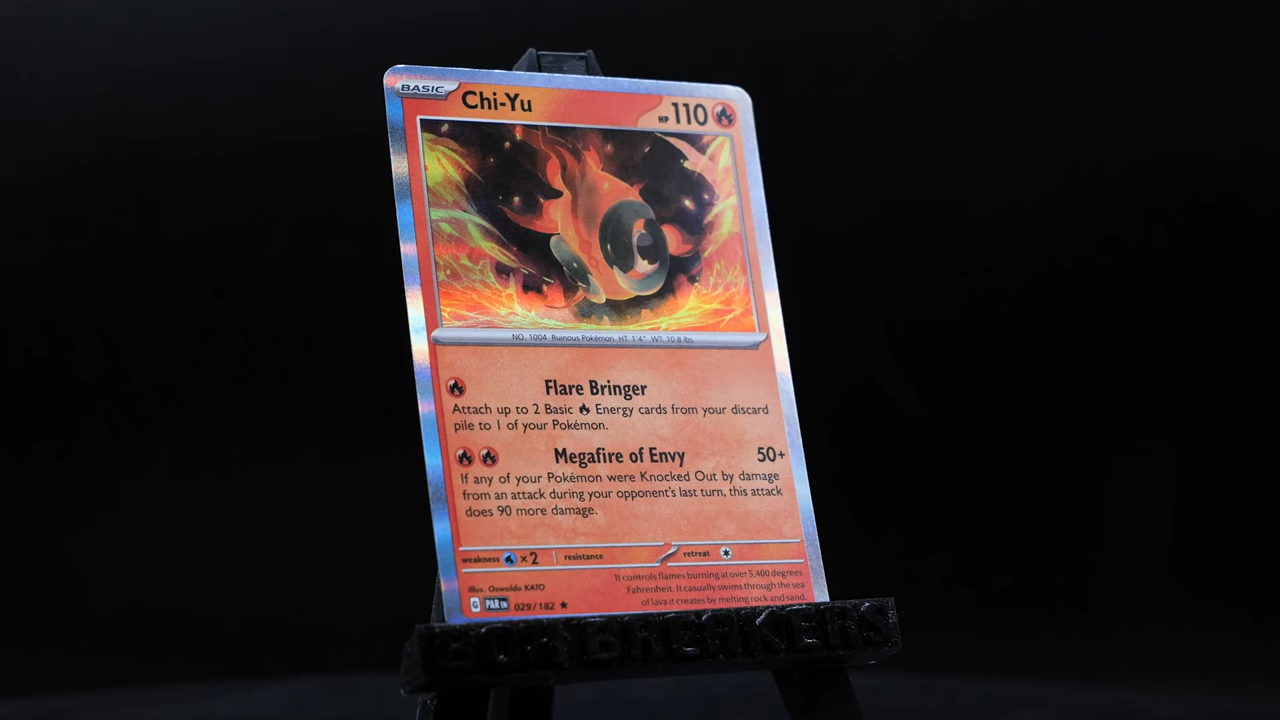 BASIC Chi-Yu HP 110
NO. 1004 Ruinous Pokémon HT: 1'4" WT: 10.8 lbs.
Flare Bringer
Attach up to 2 Basic Energy cards from your discard
pile to 1 of your Pokémon.
Megafire of Envy 50+
If any of your Pokémon were Knocked Out by damage
from an attack during your opponent's last turn, this attack
does 90 more damage.
weakness ×2 resistance retreat
Illus. Oswaldo KATO
It controls flames burning at over 5,400 degrees
Fahrenheit. It casually swims through the sea
of lava it creates by melting rock and sand.
G PAR EN 029/182
BOXBREAKERS